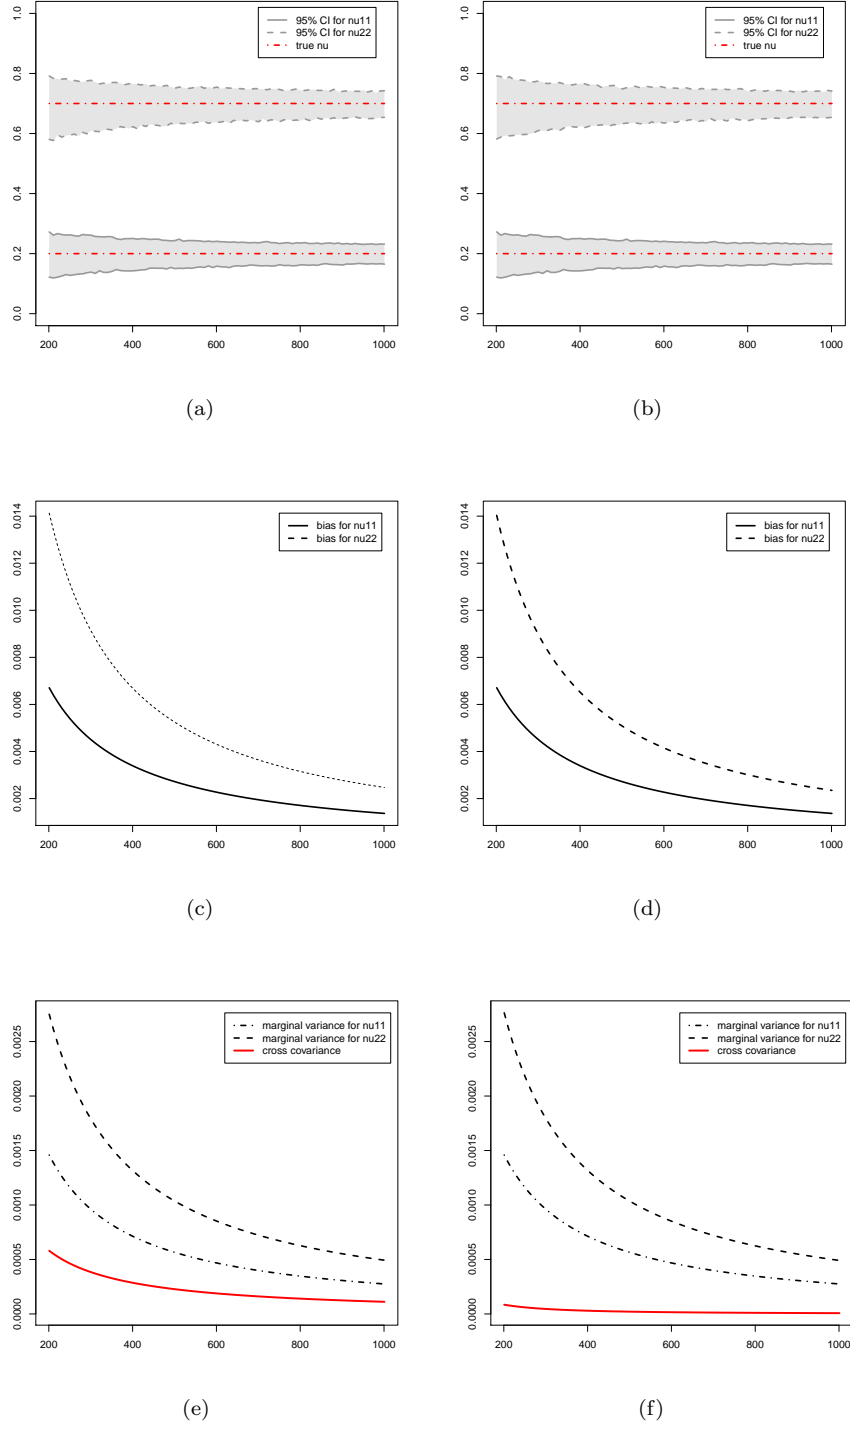 95% CI for nu11
95% CI for nu22
true nu
1.0
0.8
0.6
0.4
0.2
0.0
200 400 600 800 1000
(a)
95% CI for nu11
95% CI for nu22
true nu
1.0
0.8
0.6
0.4
0.2
0.0
200 400 600 800 1000
(b)
bias for nu11
bias for nu22
0.014
0.012
0.010
0.008
0.006
0.004
0.002
200 400 600 800 1000
(c)
bias for nu11
bias for nu22
0.014
0.012
0.010
0.008
0.006
0.004
0.002
200 400 600 800 1000
(d)
marginal variance for nu11
marginal variance for nu22
cross covariance
0.0025
0.0020
0.0015
0.0010
0.0005
0.0000
200 400 600 800 1000
(e)
marginal variance for nu11
marginal variance for nu22
cross covariance
0.0025
0.0020
0.0015
0.0010
0.0005
0.0000
200 400 600 800 1000
(f)